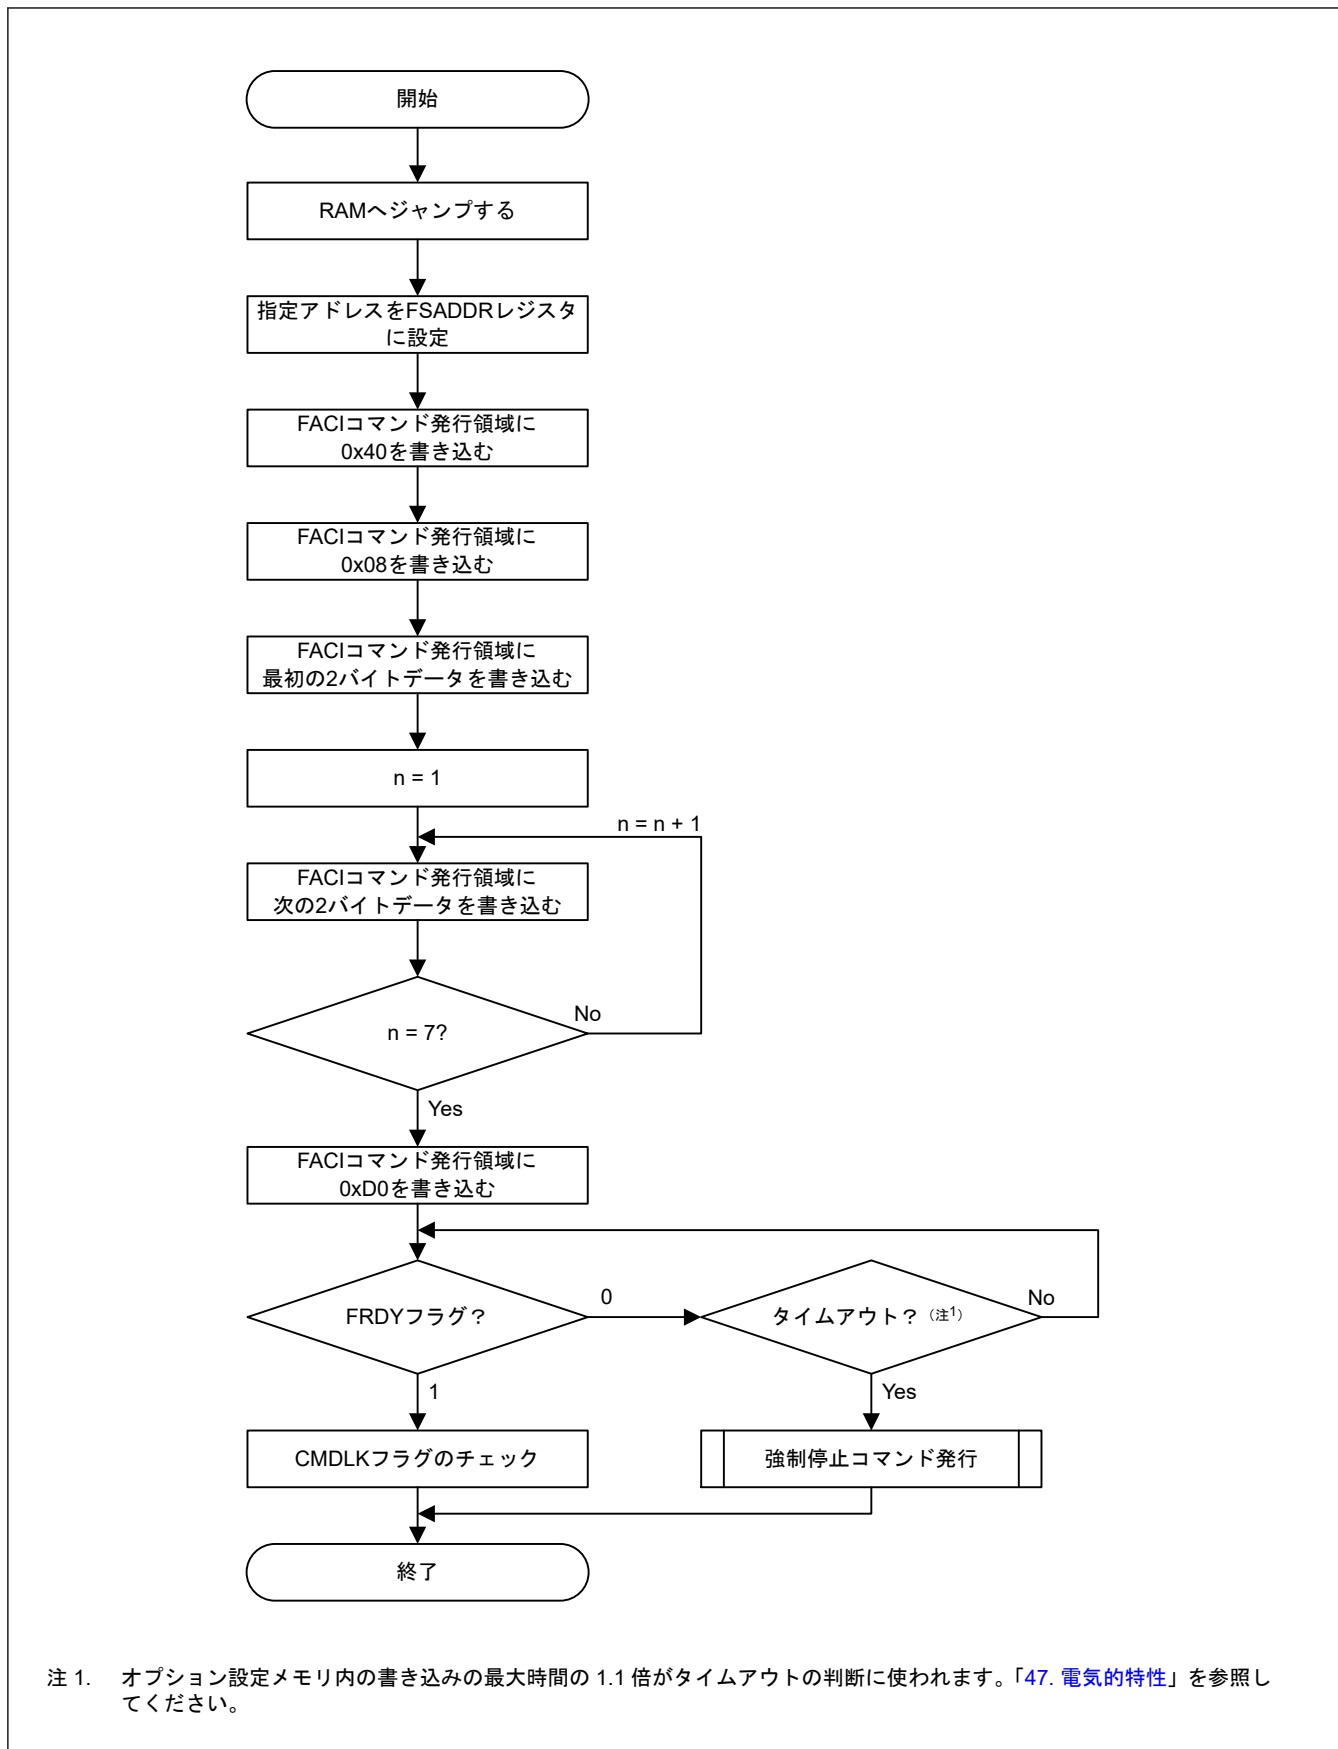 開始
RAMへジャンプする
指定アドレスをFSADDRレジスタ
に設定
FACIコマンド発行領域に
0x40を書き込む
FACIコマンド発行領域に
0x08を書き込む
FACIコマンド発行領域に
最初の2バイトデータを書き込む
n = 1
n = n + 1
FACIコマンド発行領域に
次の2バイトデータを書き込む
n = 7?
No
Yes
FACIコマンド発行領域に
0xD0を書き込む
FRDYフラグ？
0
タイムアウト？（注1）
No
1
Yes
CMDLKフラグのチェック
強制停止コマンド発行
終了
注 1. オプション設定メモリ内の書き込みの最大時間の 1.1 倍がタイムアウトの判断に使われます。「47. 電気的特性」を参照し
てください。